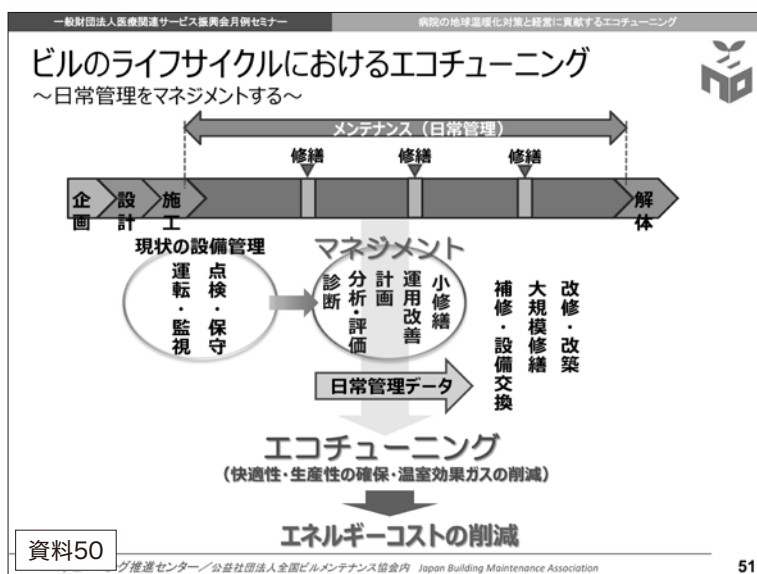 一般財団法人医療関連サービス振興会月例セミナー
病院の地球温暖化対策と経営に貢献するエコチューニング
ビルのライフサイクルにおけるエコチューニング
～日常管理をマネジメントする～
メンテナンス（日常管理）
修繕
修繕
修繕
企画
設計
施工
解体
現状の設備管理
運転・監視
点検・保守
マネジメント
診断
分析・評価
計画
運用改善
小修繕
補修・設備交換
大規模修繕
改修・改築
日常管理データ
エコチューニング
（快適性・生産性の確保・温室効果ガスの削減）
エネルギーコストの削減
資料50
グ推進センター／公益社団法人全国ビルメンテナンス協会内 Japan Building Maintenance Association
51